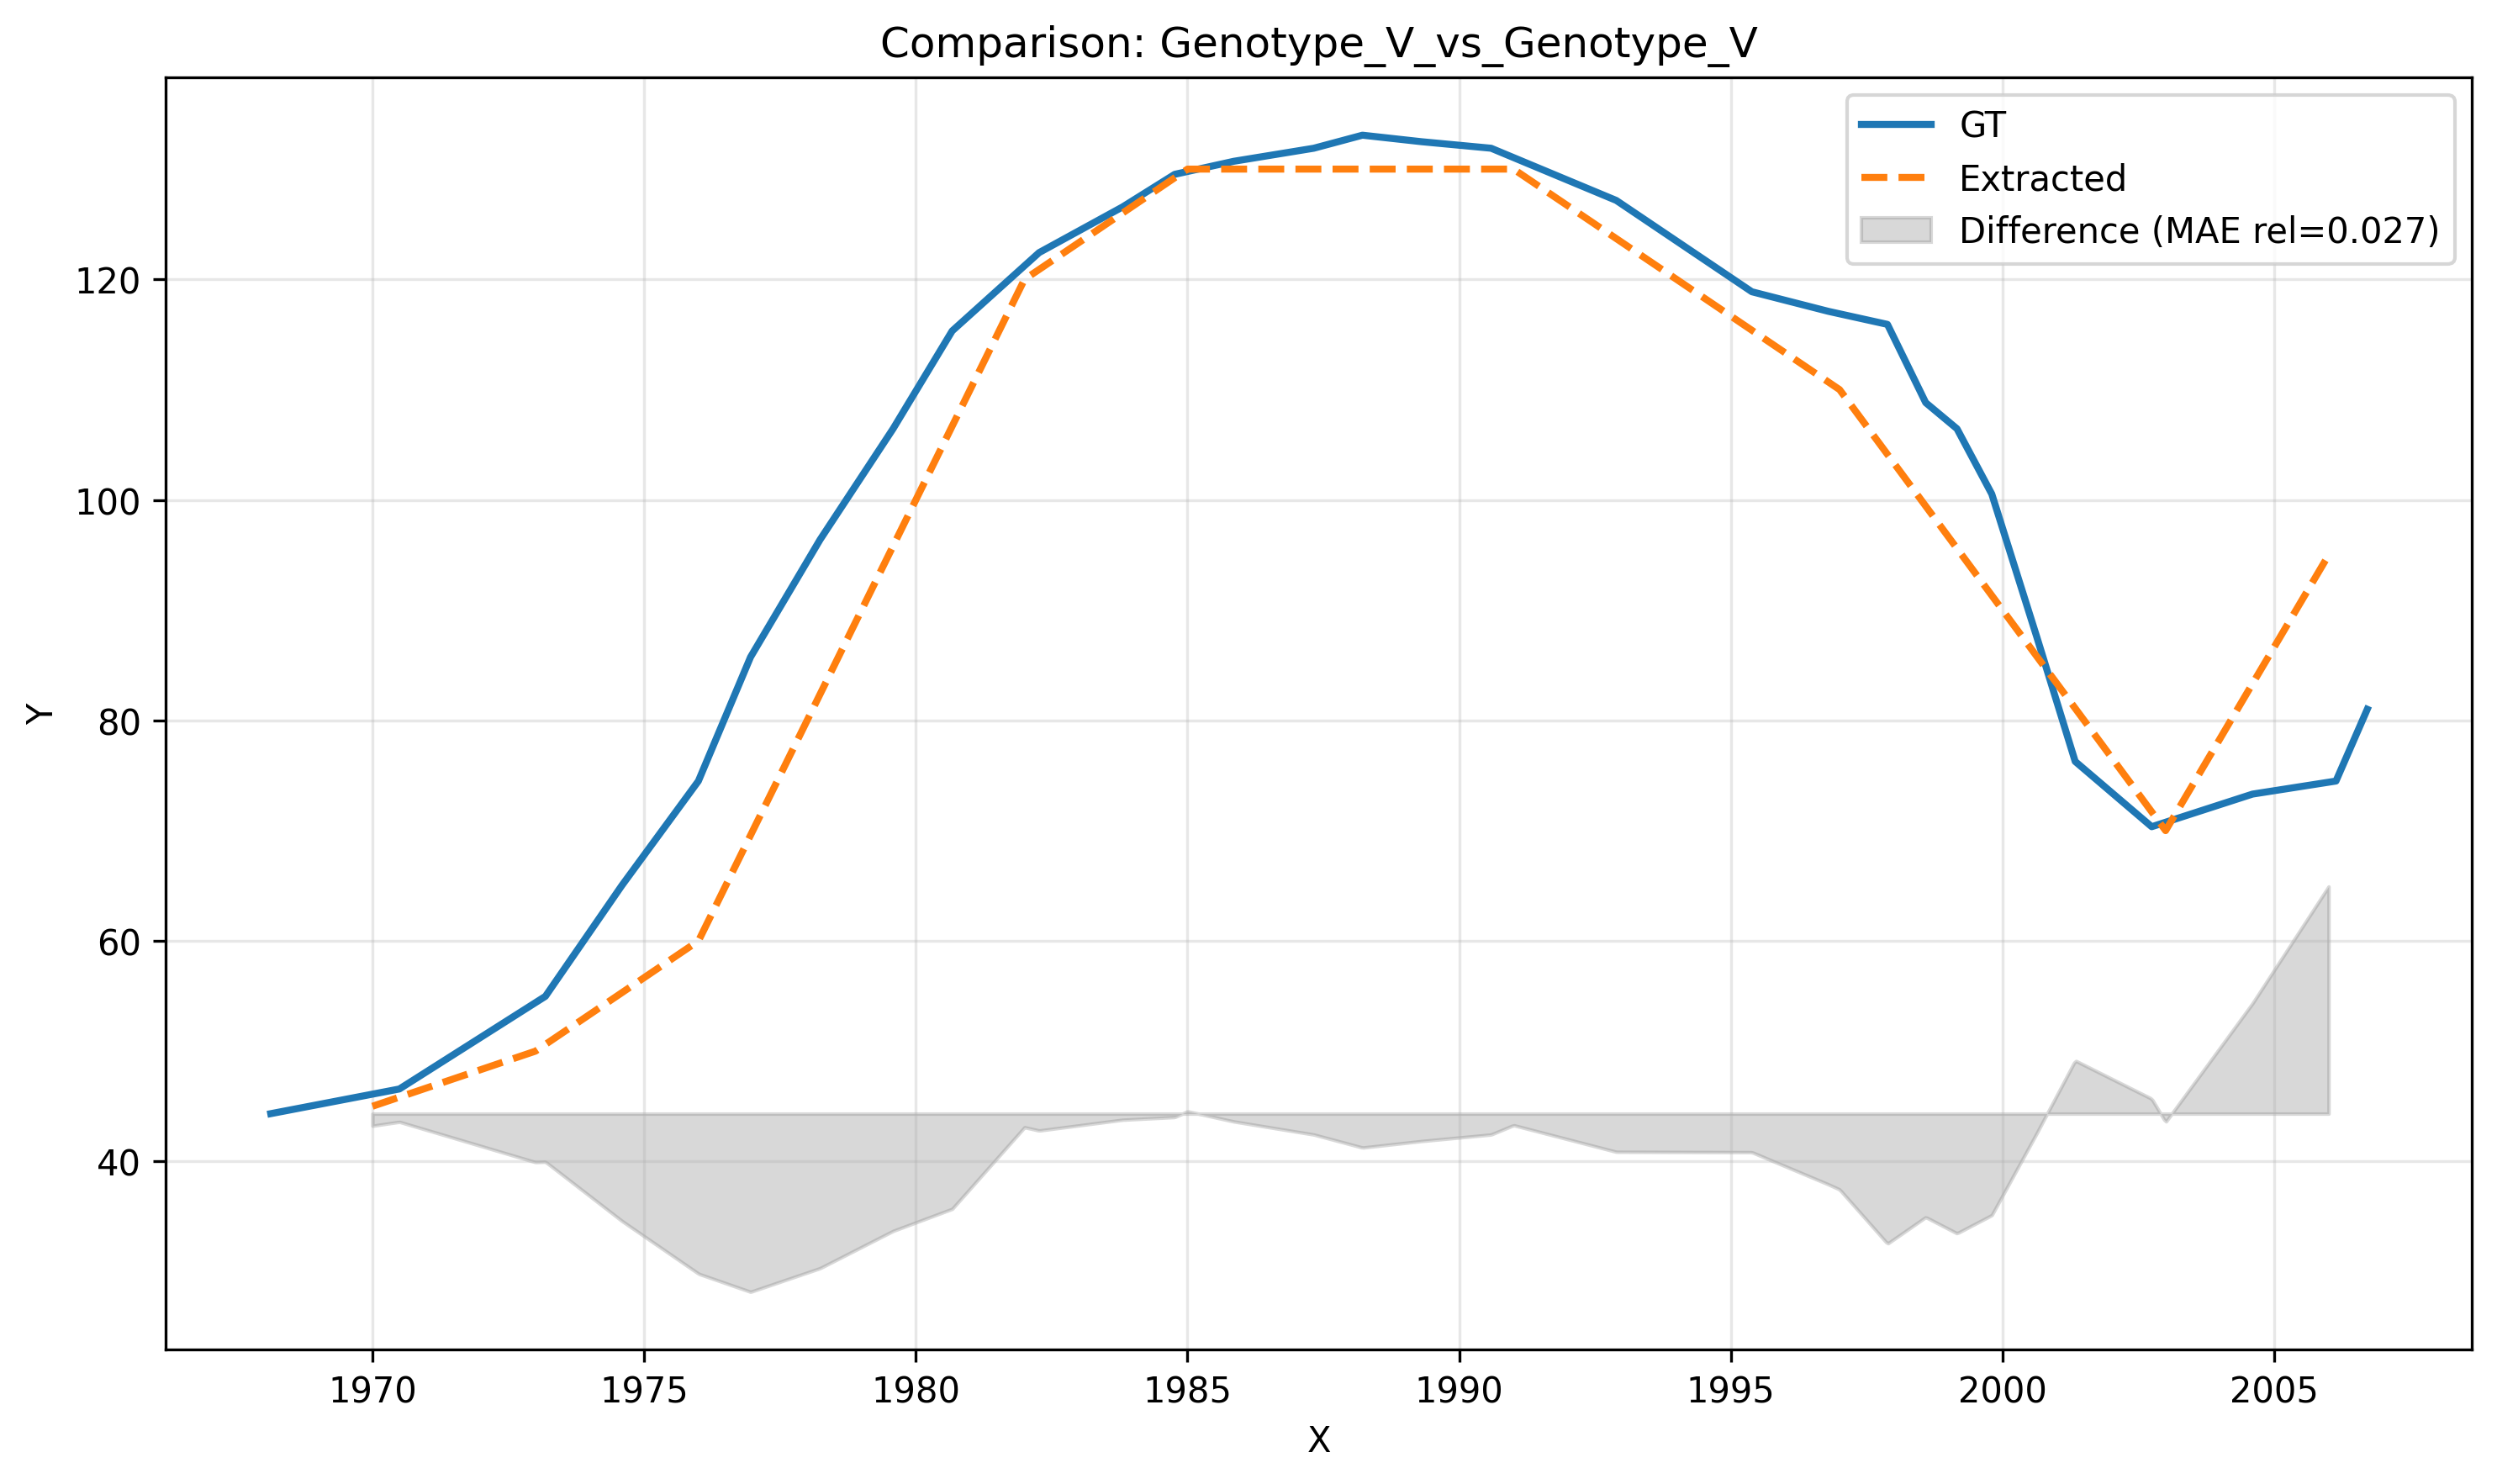 Comparison: Genotype_V_vs_Genotype_V
GT
Extracted
Difference (MAE rel=0.027)
Y
120
100
80
60
40
1970 1975 1980 1985 1990 1995 2000 2005
X